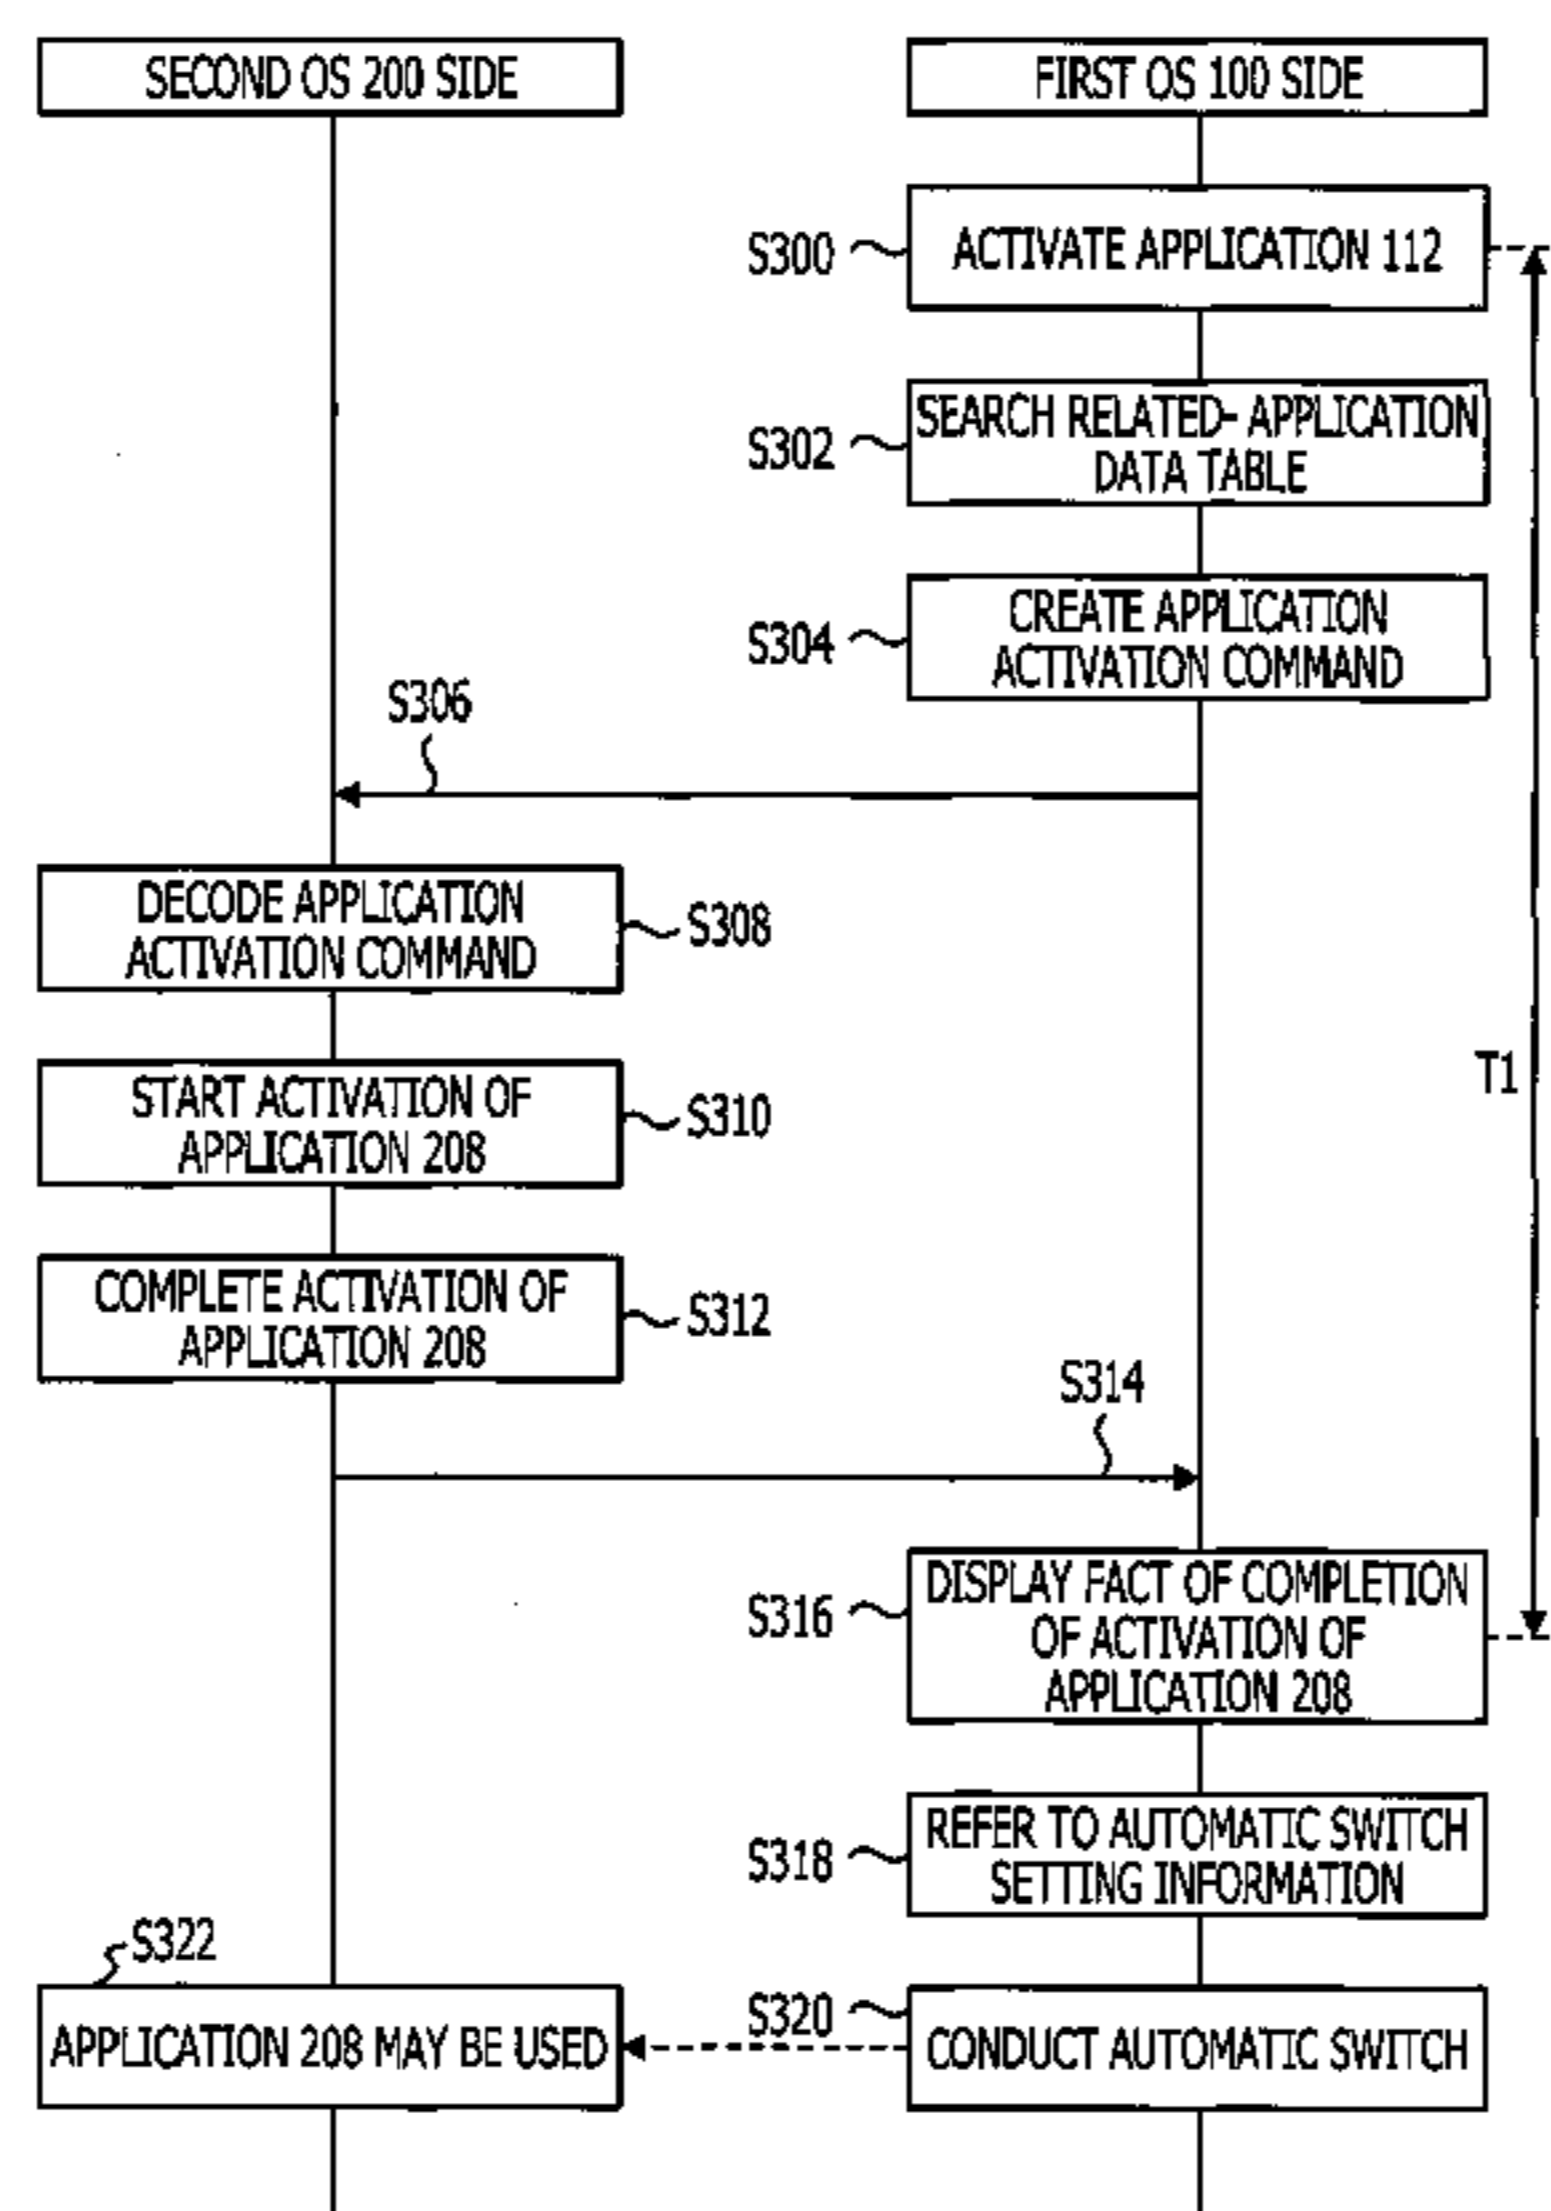 SECOND OS 200 SIDE
FIRST OS 100 SIDE
S300
ACTIVATE APPLICATION 112
S302
SEARCH RELATED- APPLICATION
DATA TABLE
S304
CREATE APPLICATION
ACTIVATION COMMAND
S306
DECODE APPLICATION
ACTIVATION COMMAND
S308
T1
START ACTIVATION OF
APPLICATION 208
S310
COMPLETE ACTIVATION OF
APPLICATION 208
S312
S314
S316
DISPLAY FACT OF COMPLETION
OF ACTIVATION OF
APPLICATION 208
S318
REFER TO AUTOMATIC SWITCH
SETTING INFORMATION
S322
APPLICATION 208 MAY BE USED
S320
CONDUCT AUTOMATIC SWITCH